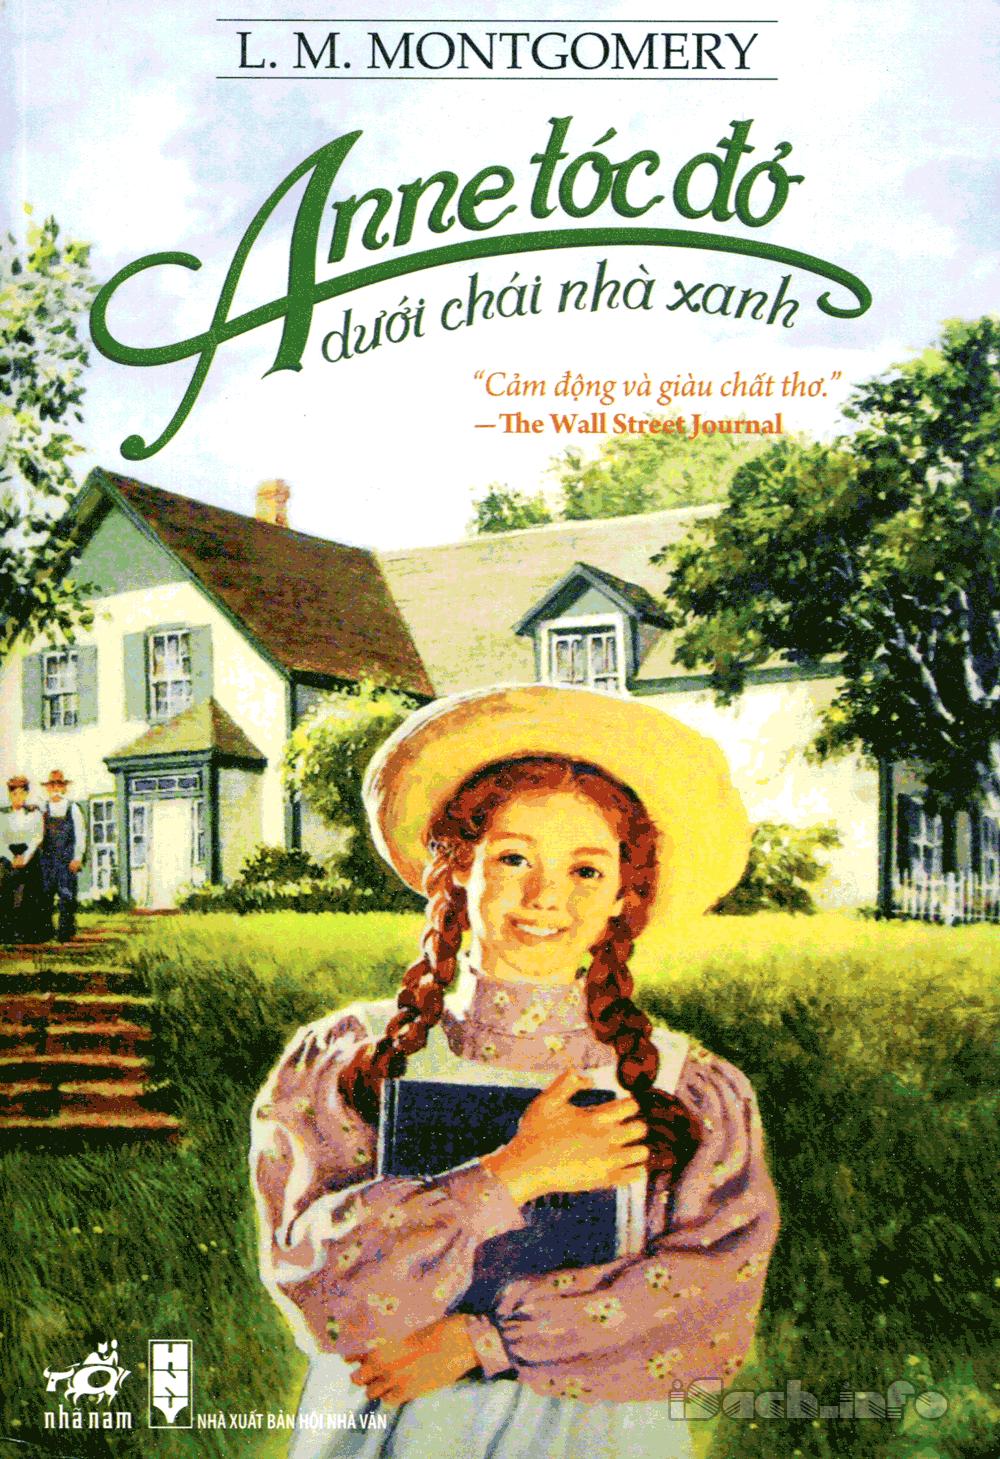 L. M. MONTGOMERY
Anne tóc đỏ
dưới chái nhà xanh
“Cảm động và giàu chất thơ.”
—The Wall Street Journal
nhã nam
HNV
NHÀ XUẤT BẢN HỘI NHÀ VĂN
iSach.info